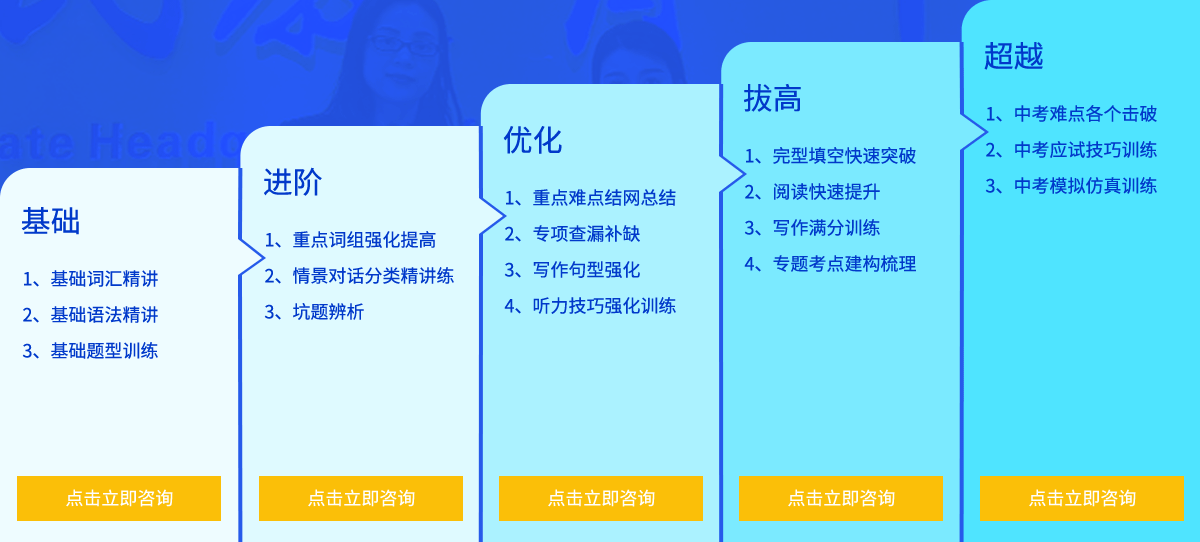 基础
1、基础词汇精讲
2、基础语法精讲
3、基础题型训练
点击立即咨询
进阶
1、重点词组强化提高
2、情景对话分类精讲练
3、坑题辨析
点击立即咨询
优化
1、重点难点结网总结
2、专项查漏补缺
3、写作句型强化
4、听力技巧强化训练
点击立即咨询
拔高
1、完型填空快速突破
2、阅读快速提升
3、写作满分训练
4、专题考点建构梳理
点击立即咨询
超越
1、中考难点各个击破
2、中考应试技巧训练
3、中考模拟仿真训练
点击立即咨询